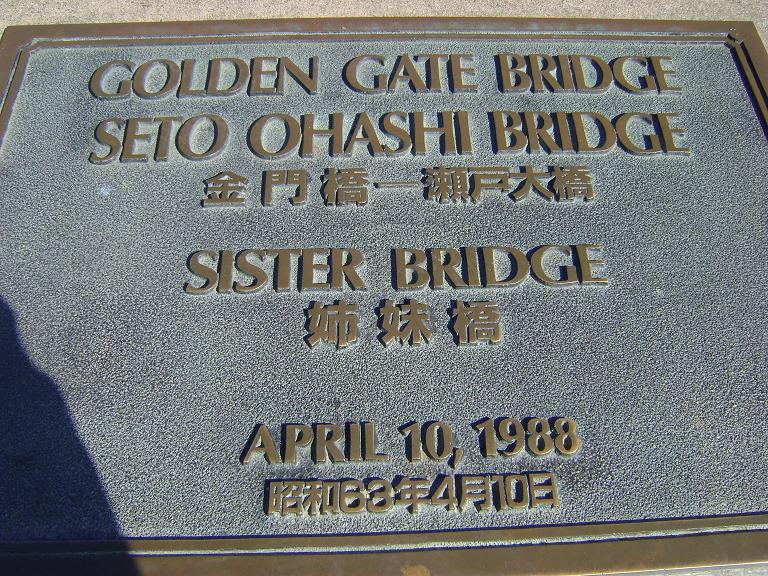 GOLDEN GATE BRIDGE
SETO OHASHI BRIDGE
金門橋一瀬戸大橋
SISTER BRIDGE
姉妹橋
APRIL 10, 1988
昭和63年4月10日